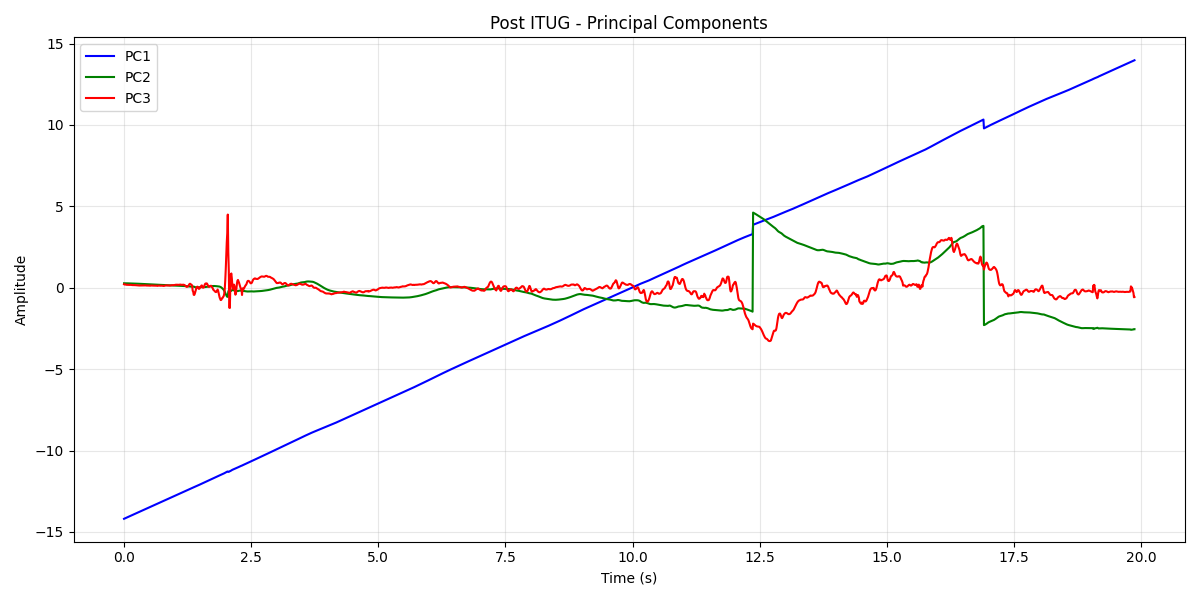 Post ITUG - Principal Components
PC1
PC2
PC3
Amplitude
15
10
5
0
−5
−10
−15
0.0 2.5 5.0 7.5 10.0 12.5 15.0 17.5 20.0
Time (s)